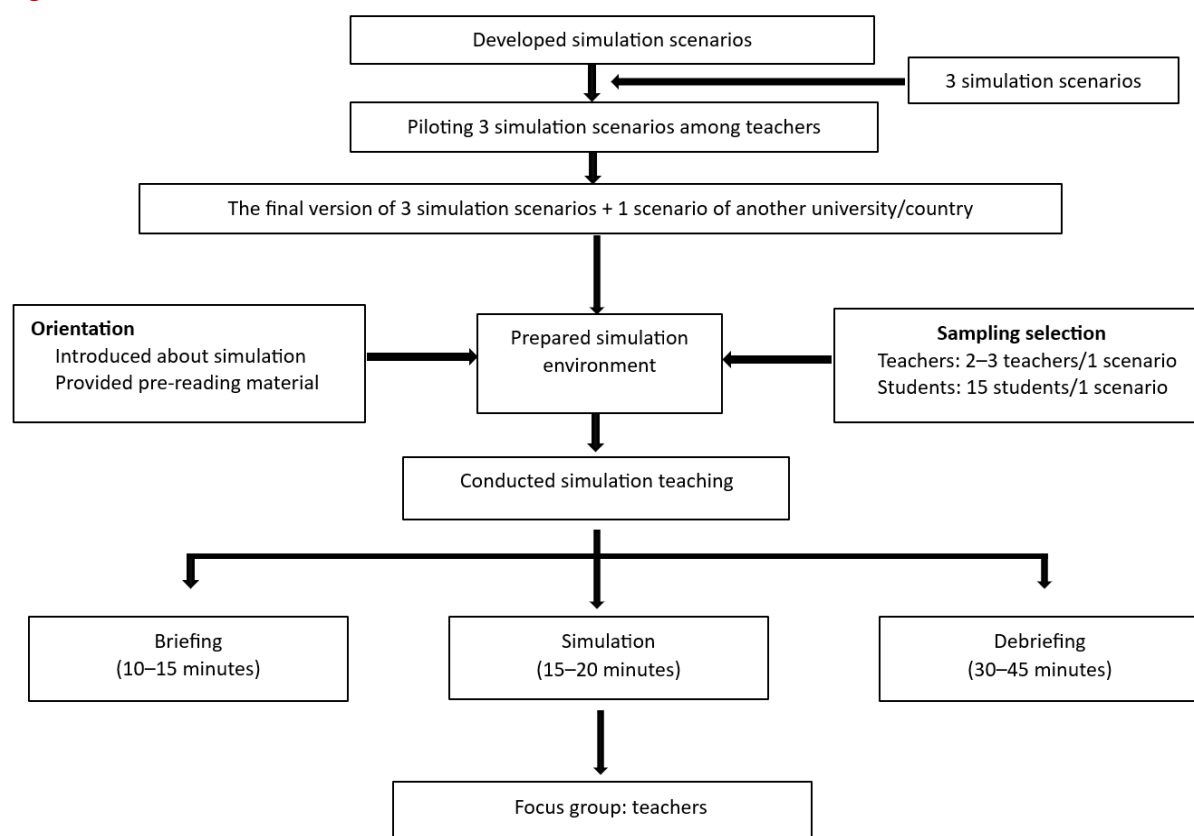 Developed simulation scenarios
3 simulation scenarios
Piloting 3 simulation scenarios among teachers
The final version of 3 simulation scenarios + 1 scenario of another university/country
Orientation
Introduced about simulation
Provided pre-reading material
Prepared simulation
environment
Sampling selection
Teachers: 2–3 teachers/1 scenario
Students: 15 students/1 scenario
Conducted simulation teaching
Briefing
(10–15 minutes)
Simulation
(15–20 minutes)
Debriefing
(30–45 minutes)
Focus group: teachers